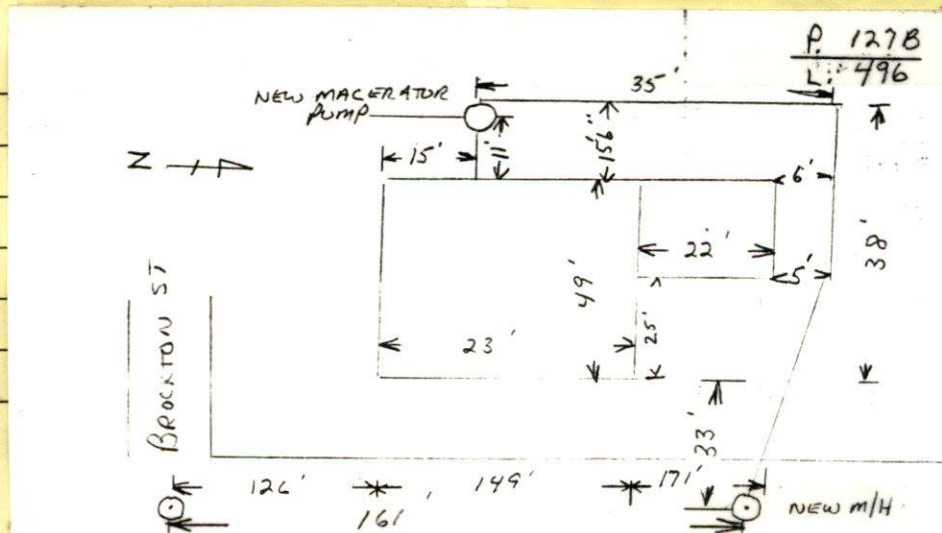 P. 127B
L: 496
35'
NEW MACERATOR
PUMP
11'
15'6"
15'
6'
Z
22'
5'
38'
49'
25'
23'
BROCKTON ST
33'
126'
149'
171'
161'
NEW M/H